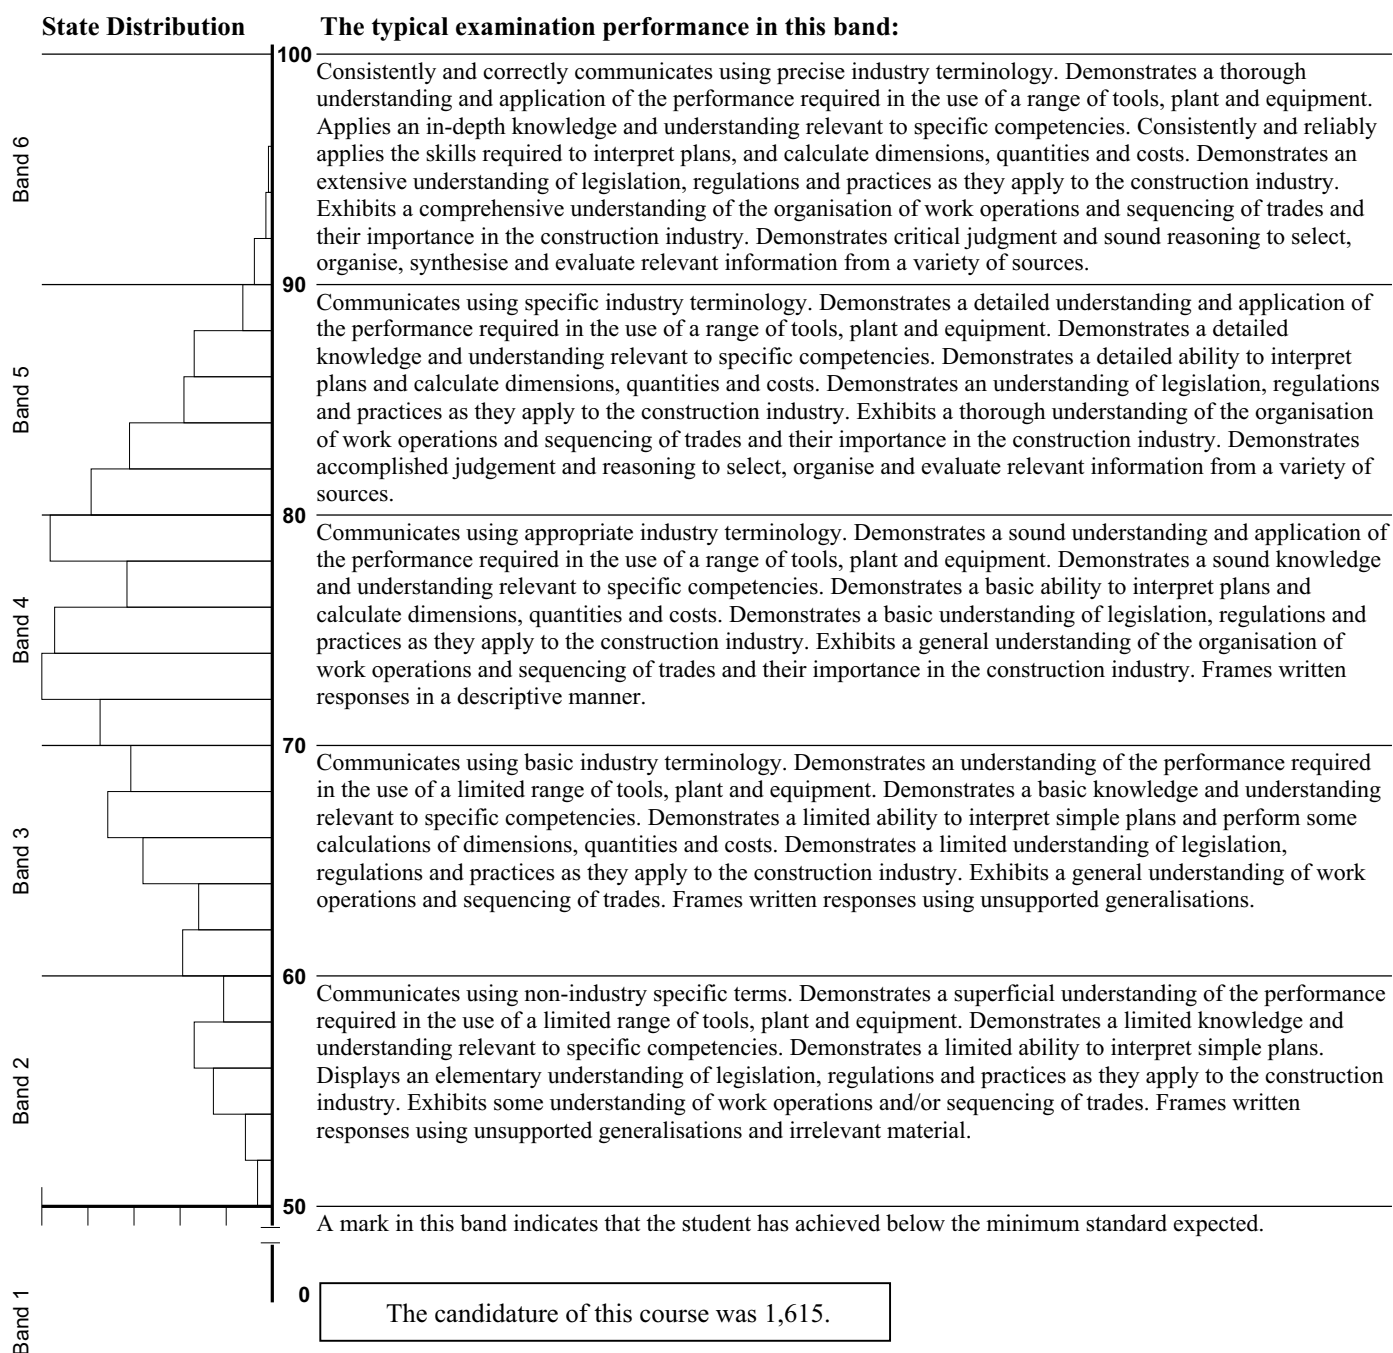 State Distribution
The typical examination performance in this band:
100
Band 6
Consistently and correctly communicates using precise industry terminology. Demonstrates a thorough
understanding and application of the performance required in the use of a range of tools, plant and equipment.
Applies an in-depth knowledge and understanding relevant to specific competencies. Consistently and reliably
applies the skills required to interpret plans, and calculate dimensions, quantities and costs. Demonstrates an
extensive understanding of legislation, regulations and practices as they apply to the construction industry.
Exhibits a comprehensive understanding of the organisation of work operations and sequencing of trades and
their importance in the construction industry. Demonstrates critical judgment and sound reasoning to select,
organise, synthesise and evaluate relevant information from a variety of sources.
90
Band 5
Communicates using specific industry terminology. Demonstrates a detailed understanding and application of
the performance required in the use of a range of tools, plant and equipment. Demonstrates a detailed
knowledge and understanding relevant to specific competencies. Demonstrates a detailed ability to interpret
plans and calculate dimensions, quantities and costs. Demonstrates an understanding of legislation, regulations
and practices as they apply to the construction industry. Exhibits a thorough understanding of the organisation
of work operations and sequencing of trades and their importance in the construction industry. Demonstrates
accomplished judgement and reasoning to select, organise and evaluate relevant information from a variety of
sources.
80
Band 4
Communicates using appropriate industry terminology. Demonstrates a sound understanding and application of
the performance required in the use of a range of tools, plant and equipment. Demonstrates a sound knowledge
and understanding relevant to specific competencies. Demonstrates a basic ability to interpret plans and
calculate dimensions, quantities and costs. Demonstrates a basic understanding of legislation, regulations and
practices as they apply to the construction industry. Exhibits a general understanding of the organisation of
work operations and sequencing of trades and their importance in the construction industry. Frames written
responses in a descriptive manner.
70
Band 3
Communicates using basic industry terminology. Demonstrates an understanding of the performance required
in the use of a limited range of tools, plant and equipment. Demonstrates a basic knowledge and understanding
relevant to specific competencies. Demonstrates a limited ability to interpret simple plans and perform some
calculations of dimensions, quantities and costs. Demonstrates a limited understanding of legislation,
regulations and practices as they apply to the construction industry. Exhibits a general understanding of work
operations and sequencing of trades. Frames written responses using unsupported generalisations.
60
Band 2
Communicates using non-industry specific terms. Demonstrates a superficial understanding of the performance
required in the use of a limited range of tools, plant and equipment. Demonstrates a limited knowledge and
understanding relevant to specific competencies. Demonstrates a limited ability to interpret simple plans.
Displays an elementary understanding of legislation, regulations and practices as they apply to the construction
industry. Exhibits some understanding of work operations and/or sequencing of trades. Frames written
responses using unsupported generalisations and irrelevant material.
50
A mark in this band indicates that the student has achieved below the minimum standard expected.
Band 1
0
The candidature of this course was 1,615.